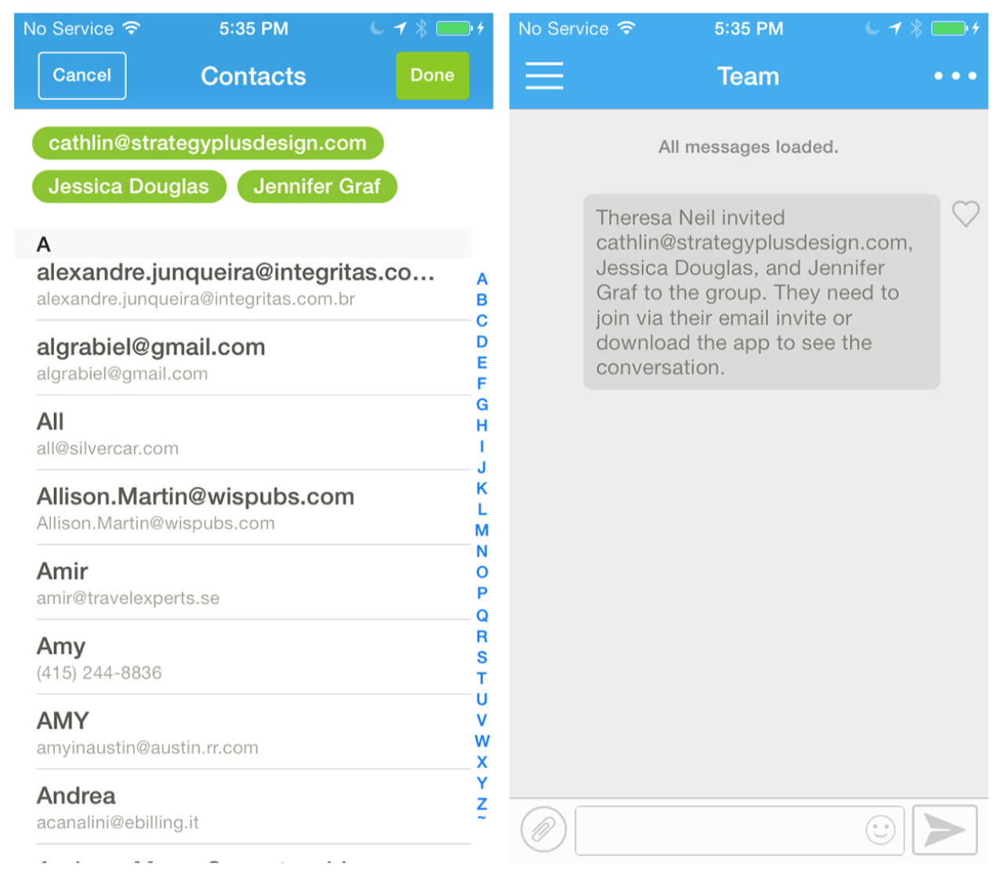 No Service 5:35 PM
Cancel Contacts Done
cathlin@strategyplusdesign.com
Jessica Douglas Jennifer Graf
A
alexandre.junqueira@integritas.co...
alexandre.junqueira@integritas.com.br
algrabiel@gmail.com
algrabiel@gmail.com
All
all@silvercar.com
Allison.Martin@wispubs.com
Allison.Martin@wispubs.com
Amir
amir@travelexperts.se
Amy
(415) 244-8836
AMY
amyinaustin@austin.rr.com
Andrea
acanalini@ebilling.it
A
B
C
D
E
F
G
H
I
J
K
L
M
N
O
P
Q
R
S
T
U
V
W
X
Y
Z
~
No Service 5:35 PM
Team
All messages loaded.
Theresa Neil invited
cathlin@strategyplusdesign.com,
Jessica Douglas, and Jennifer
Graf to the group. They need to
join via their email invite or
download the app to see the
conversation.